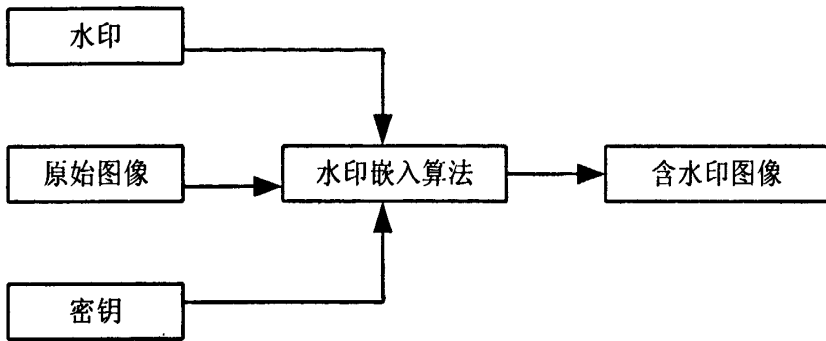 水印
原始图像
水印嵌入算法
含水印图像
密钥